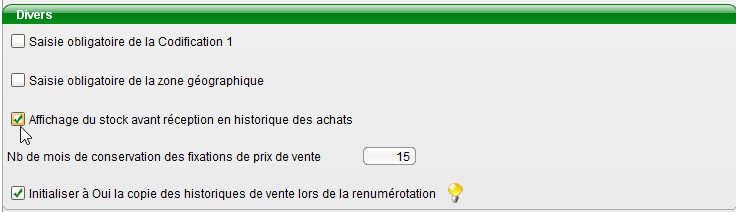 Divers
Saisie obligatoire de la Codification 1
Saisie obligatoire de la zone géographique
Affichage du stock avant réception en historique des achats
Nb de mois de conservation des fixations de prix de vente 15
Initialiser à Oui la copie des historiques de vente lors de la renumérotation